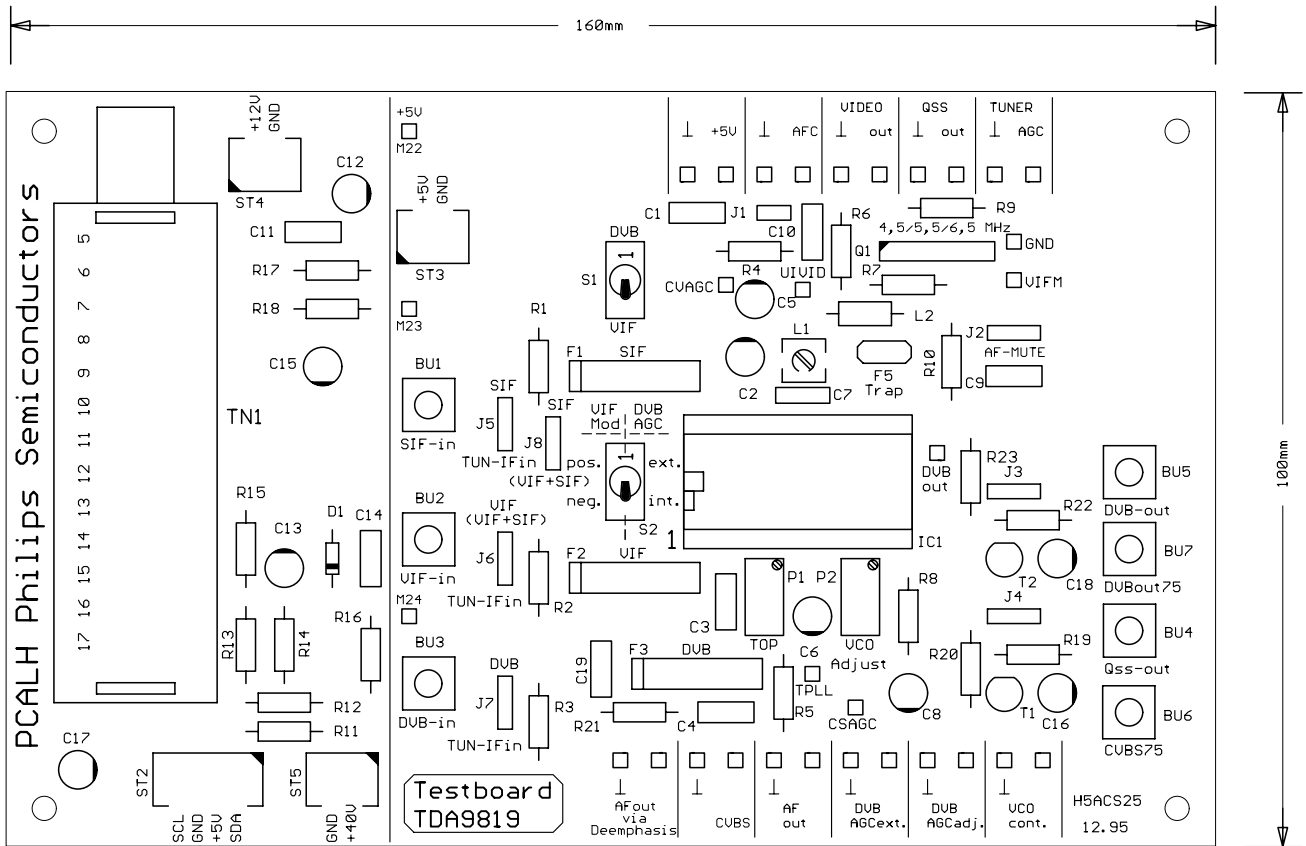 160mm
100mm
PCALH Philips Semiconductors
+12V
GND
ST4
C12
C11
R17
R18
C15
TN1
5
6
7
8
9
10
11
12
13
14
15
16
17
R15
C13
D1
C14
R13
R14
R16
R12
R11
C17
ST2
SCL
GND
+5V
SDA
ST5
GND
+40V
+5V
M22
+5V
GND
ST3
M23
BU1
SIF-in
BU2
VIF-in
M24
BU3
DVB-in
R1
SIF
J5
TUN-IFin
SIF
J8
(VIF+SIF)
VIF
(VIF+SIF)
J6
TUN-IFin
R2
DVB
J7
TUN-IFin
R3
DVB
S1
1
VIF
F1
SIF
VIF
Mod
DVB
AGC
pos.
1
ext.
neg.
int.
S2
F2
VIF
C19
F3
DVB
R21
C4
C3
⊥ +5V
⊥ AFC
VIDEO
⊥ out
QSS
⊥ out
TUNER
⊥ AGC
C1
J1
C10
R6
R9
4,5/5,5/6,5 MHz
Q1
GND
VIFM
R4
CVAGC
UIVID
C5
R7
L2
L1
C2
C7
F5
Trap
R10
J2
AF-MUTE
C9
1
IC1
DVB
out
R23
J3
R22
T2
C18
J4
R19
R20
T1
C16
P1
P2
TOP
C6
VCO
Adjust
R8
TPLL
R5
CSAGC
C8
BU5
DVB-out
BU7
DVBout75
BU4
Qss-out
BU6
CVBS75
Testboard
TDA9819
⊥
AFout
via
Deemphasis
⊥
CVBS
⊥
AF
out
⊥
DVB
AGCext.
⊥
DVB
AGCadj.
⊥
VCO
cont.
H5ACS25
12.95